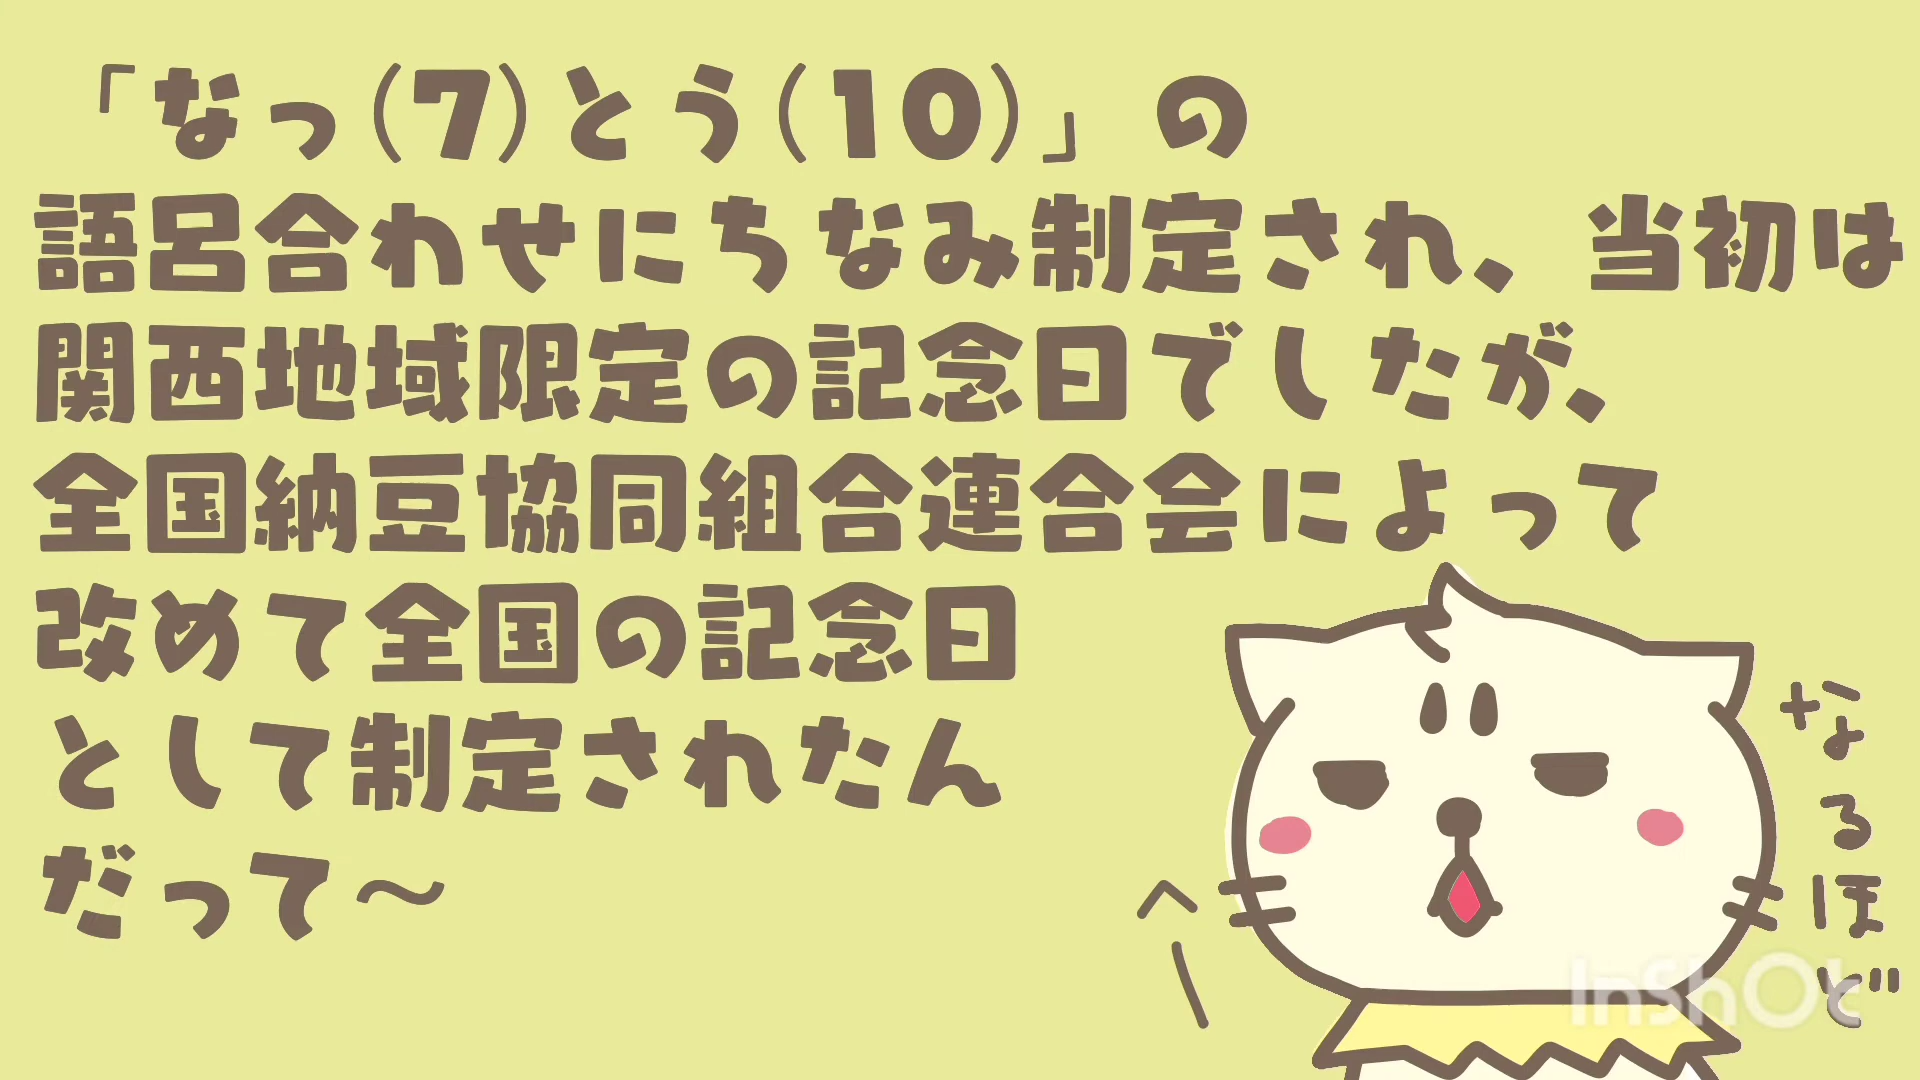 「なっ(7)とう(10)」の
語呂合わせにちなみ制定され、当初は
関西地域限定の記念日でしたが、
全国納豆協同組合連合会によって
改めて全国の記念日
として制定されたん
だって〜
へー
なるほど
InShOt